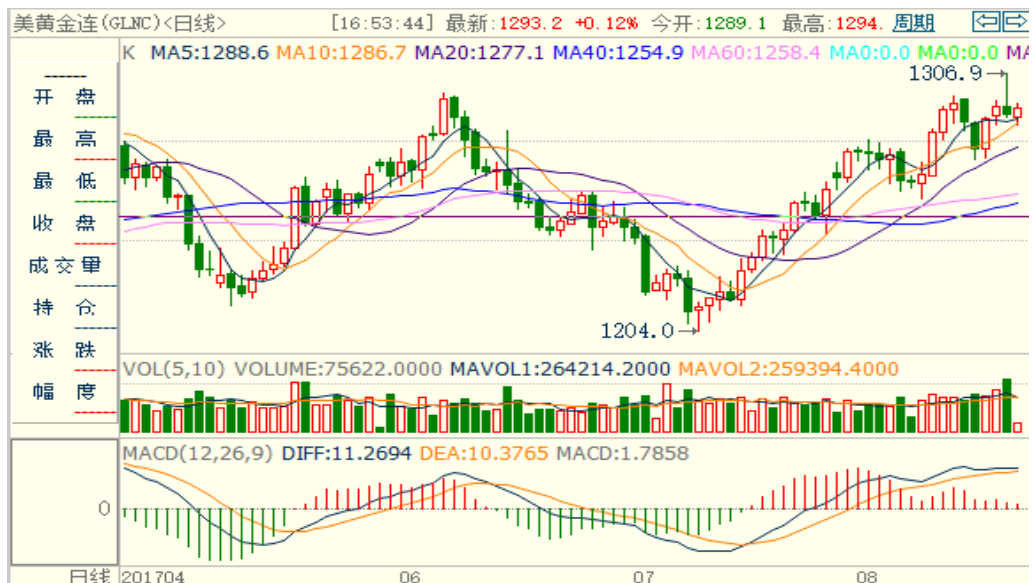 美黄金连(GLNC)<日线> [16:53:44] 最新:1293.2 +0.12% 今开:1289.1 最高:1294. 周期
K MA5:1288.6 MA10:1286.7 MA20:1277.1 MA40:1254.9 MA60:1258.4 MA0:0.0 MA0:0.0 MA
1306.9
开 盘
最 高
最 低
收 盘
成交量
持 仓
涨 跌
幅 度
1204.0
VOL(5,10) VOLUME:75622.0000 MAVOL1:264214.2000 MAVOL2:259394.4000
MACD(12,26,9) DIFF:11.2694 DEA:10.3765 MACD:1.7858
0
日线 201704 06 07 08